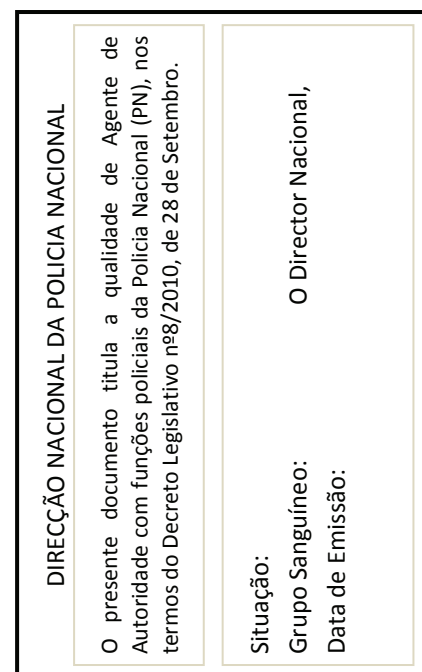 DIRECÇÃO NACIONAL DA POLICIA NACIONAL
O presente documento titula a qualidade de Agente de
Autoridade com funções policiais da Policia Nacional (PN), nos
termos do Decreto Legislativo nº8/2010, de 28 de Setembro.
Situação:
Grupo Sanguíneo: O Director Nacional,
Data de Emissão: